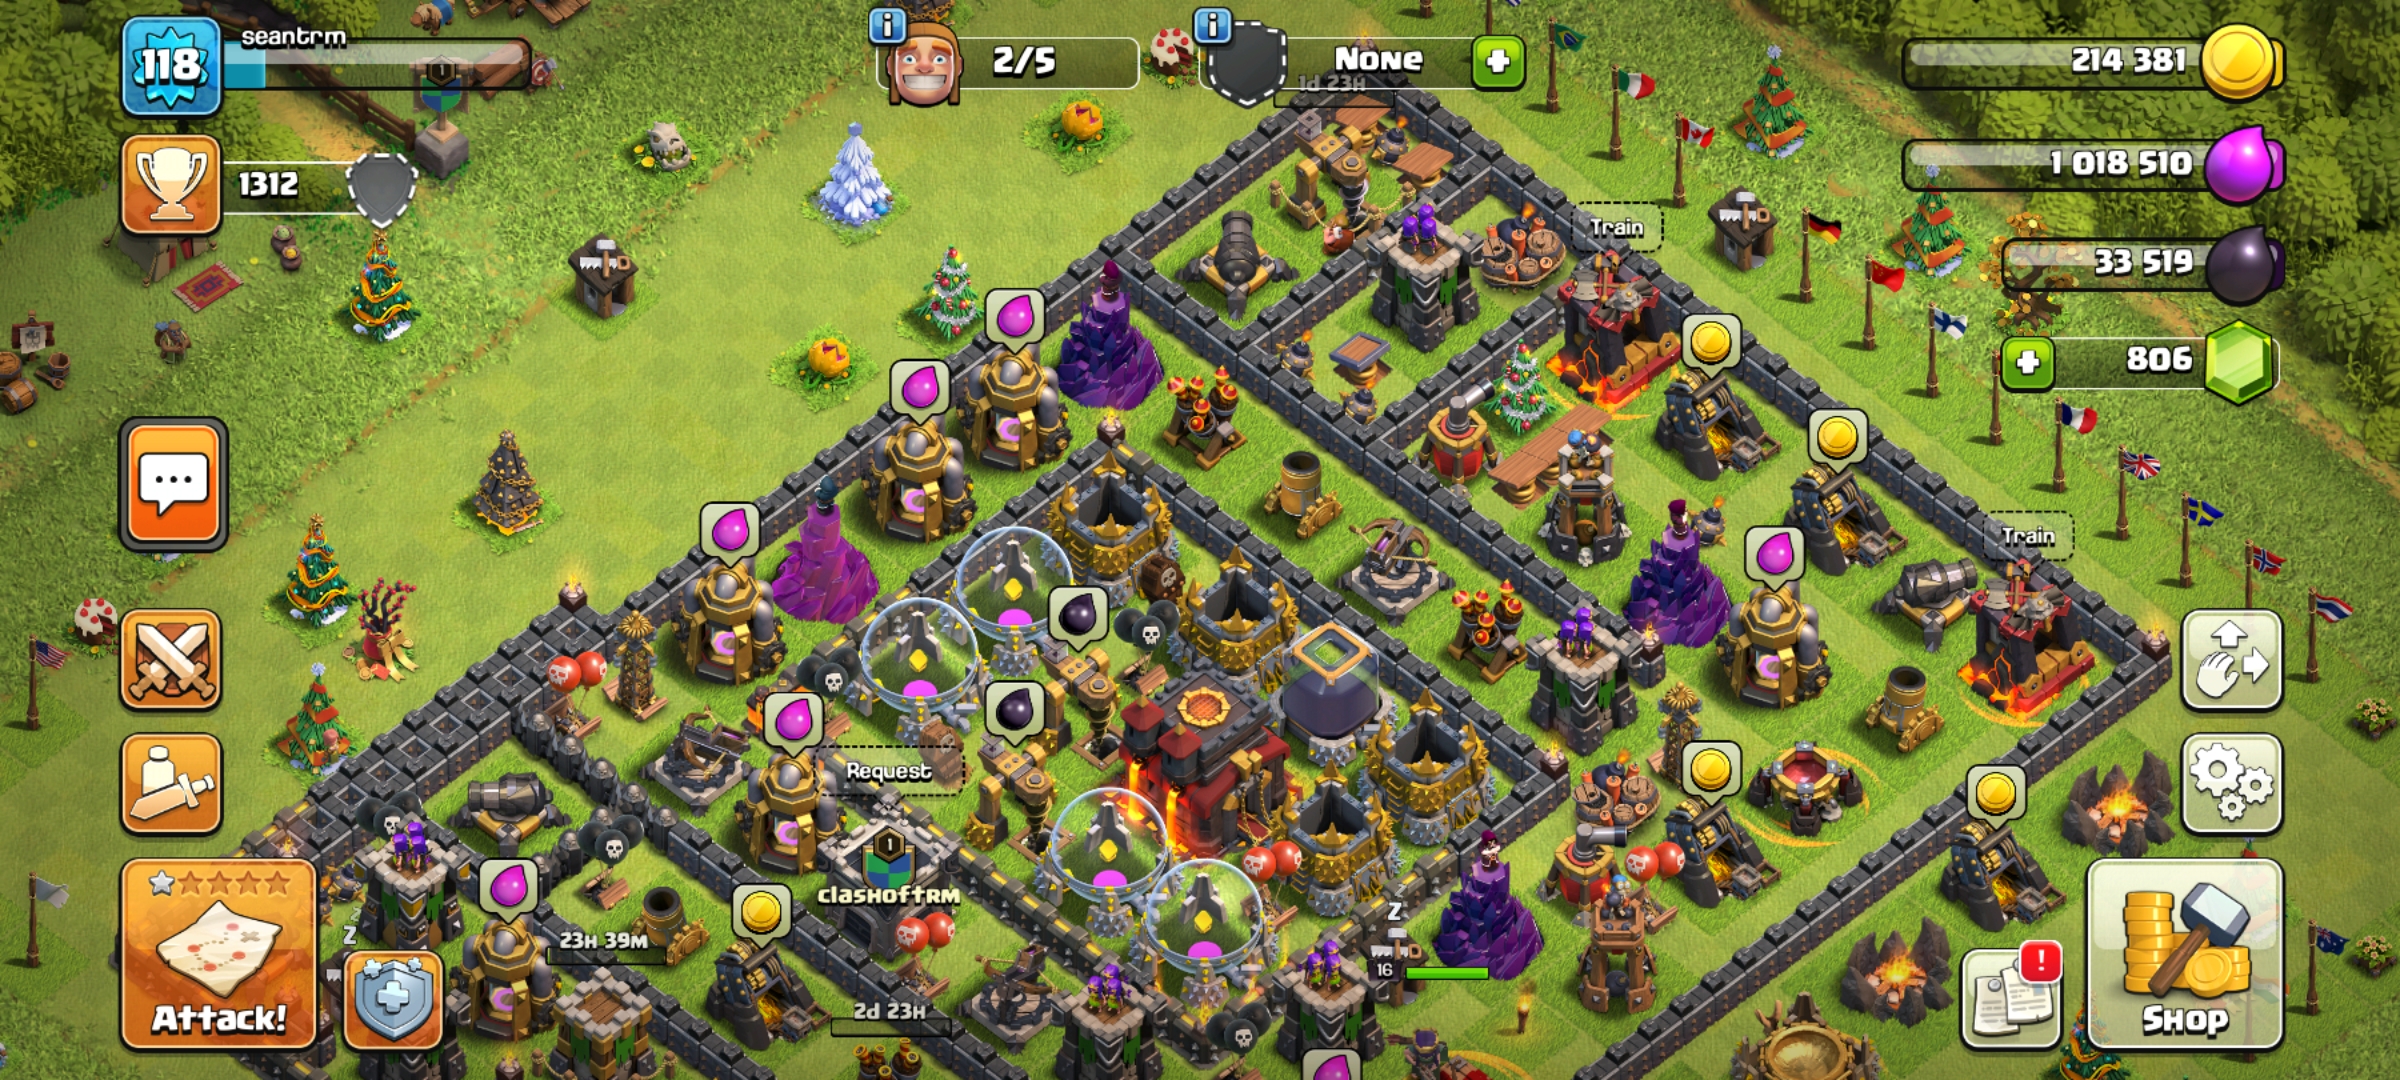 118
seantrm
2/5
None
1d 23H
214 381
1312
1 018 510
33 519
806
Train
Train
Request
1
clashoftRM
23H 39M
2d 23H
16
Z
Z
Z
Attack!
!
Shop